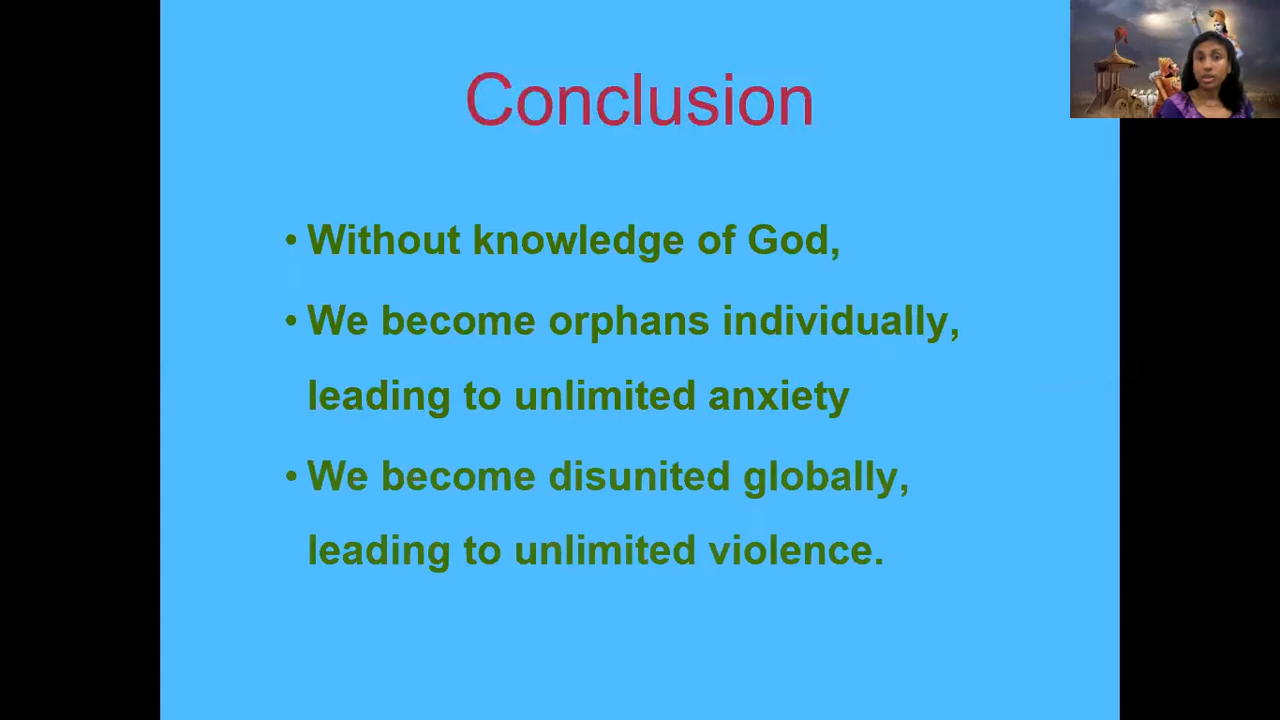 Conclusion
• Without knowledge of God,
• We become orphans individually,
leading to unlimited anxiety
• We become disunited globally,
leading to unlimited violence.